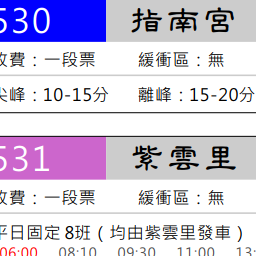 530 指南宮
收費：一段票 緩衝區：無
尖峰：10-15分 離峰：15-20分
531 紫雲里
收費：一段票 緩衝區：無
平日固定 8班（均由紫雲里發車）
06:00 08:10 09:30 11:00 13: